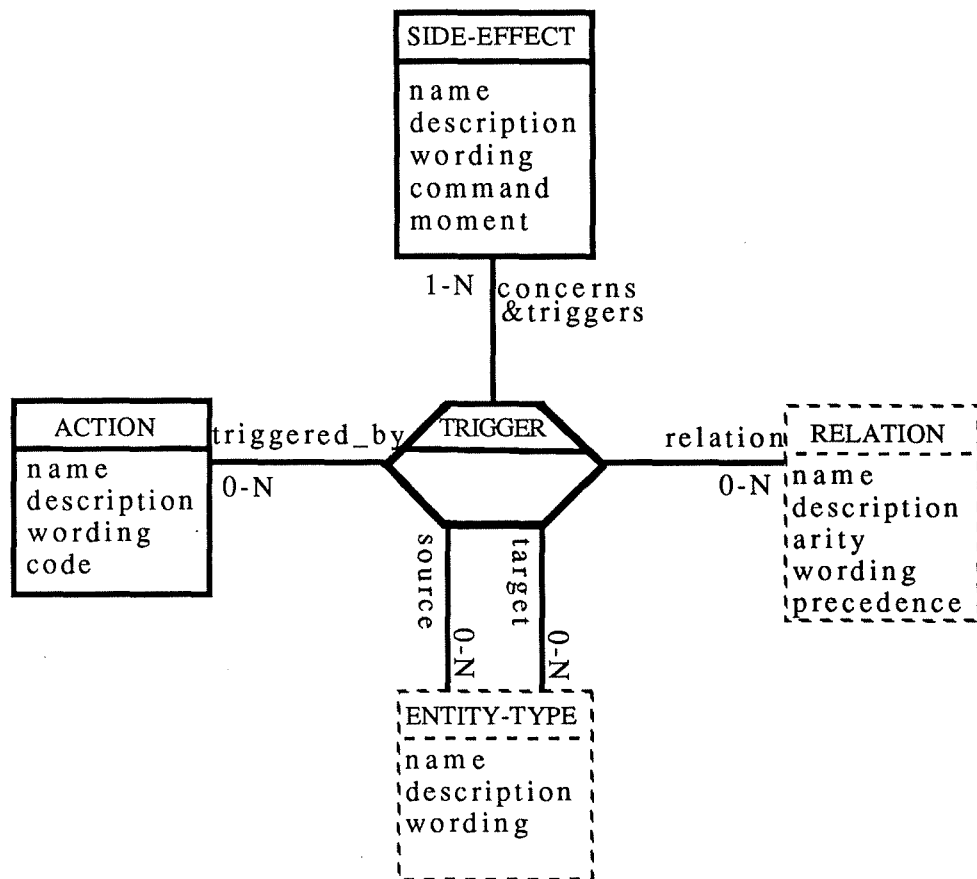 SIDE-EFFECT
name
description
wording
command
moment
1-N
concerns
&triggers
ACTION
name
description
wording
code
triggered_by
0-N
TRIGGER
relation
0-N
RELATION
name
description
arity
wording
precedence
source
0-N
target
0-N
ENTITY-TYPE
name
description
wording